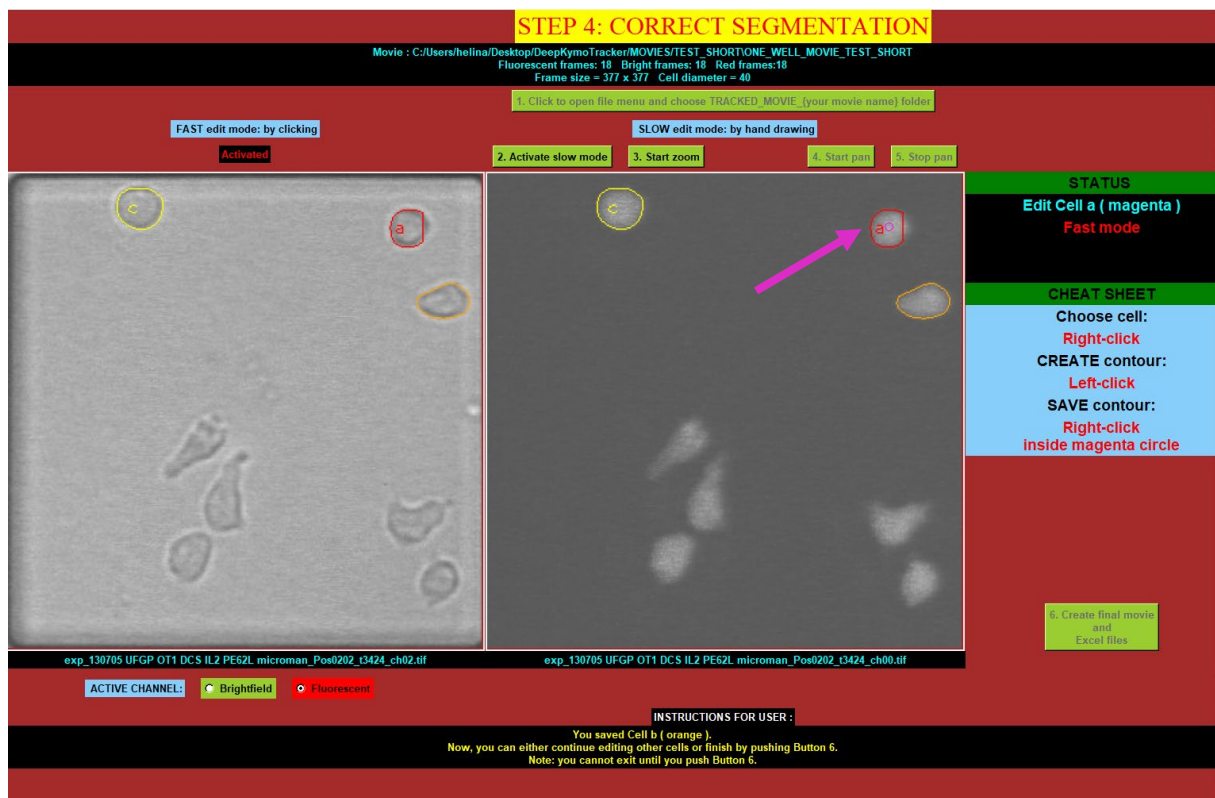 STEP 4: CORRECT SEGMENTATION
Movie : C:/Users/helina/Desktop/DeepKymoTracker/MOVIES/TEST_SHORT\ONE_WELL_MOVIE_TEST_SHORT
Fluorescent frames: 18 Bright frames: 18 Red frames:18
Frame size = 377 x 377 Cell diameter = 40
1. Click to open file menu and choose TRACKED_MOVIE_{your movie name} folder
FAST edit mode: by clicking
SLOW edit mode: by hand drawing
Activated
2. Activate slow mode
3. Start zoom
4. Start pan
5. Stop pan
c
a
c
a
STATUS
Edit Cell a ( magenta )
Fast mode
CHEAT SHEET
Choose cell:
Right-click
CREATE contour:
Left-click
SAVE contour:
Right-click
inside magenta circle
6. Create final movie
and
Excel files
exp_130705 UFGP OT1 DCS IL2 PE62L microman_Pos0202_t3424_ch02.tif
exp_130705 UFGP OT1 DCS IL2 PE62L microman_Pos0202_t3424_ch00.tif
ACTIVE CHANNEL:
Brightfield
Fluorescent
INSTRUCTIONS FOR USER :
You saved Cell b ( orange ).
Now, you can either continue editing other cells or finish by pushing Button 6.
Note: you cannot exit until you push Button 6.